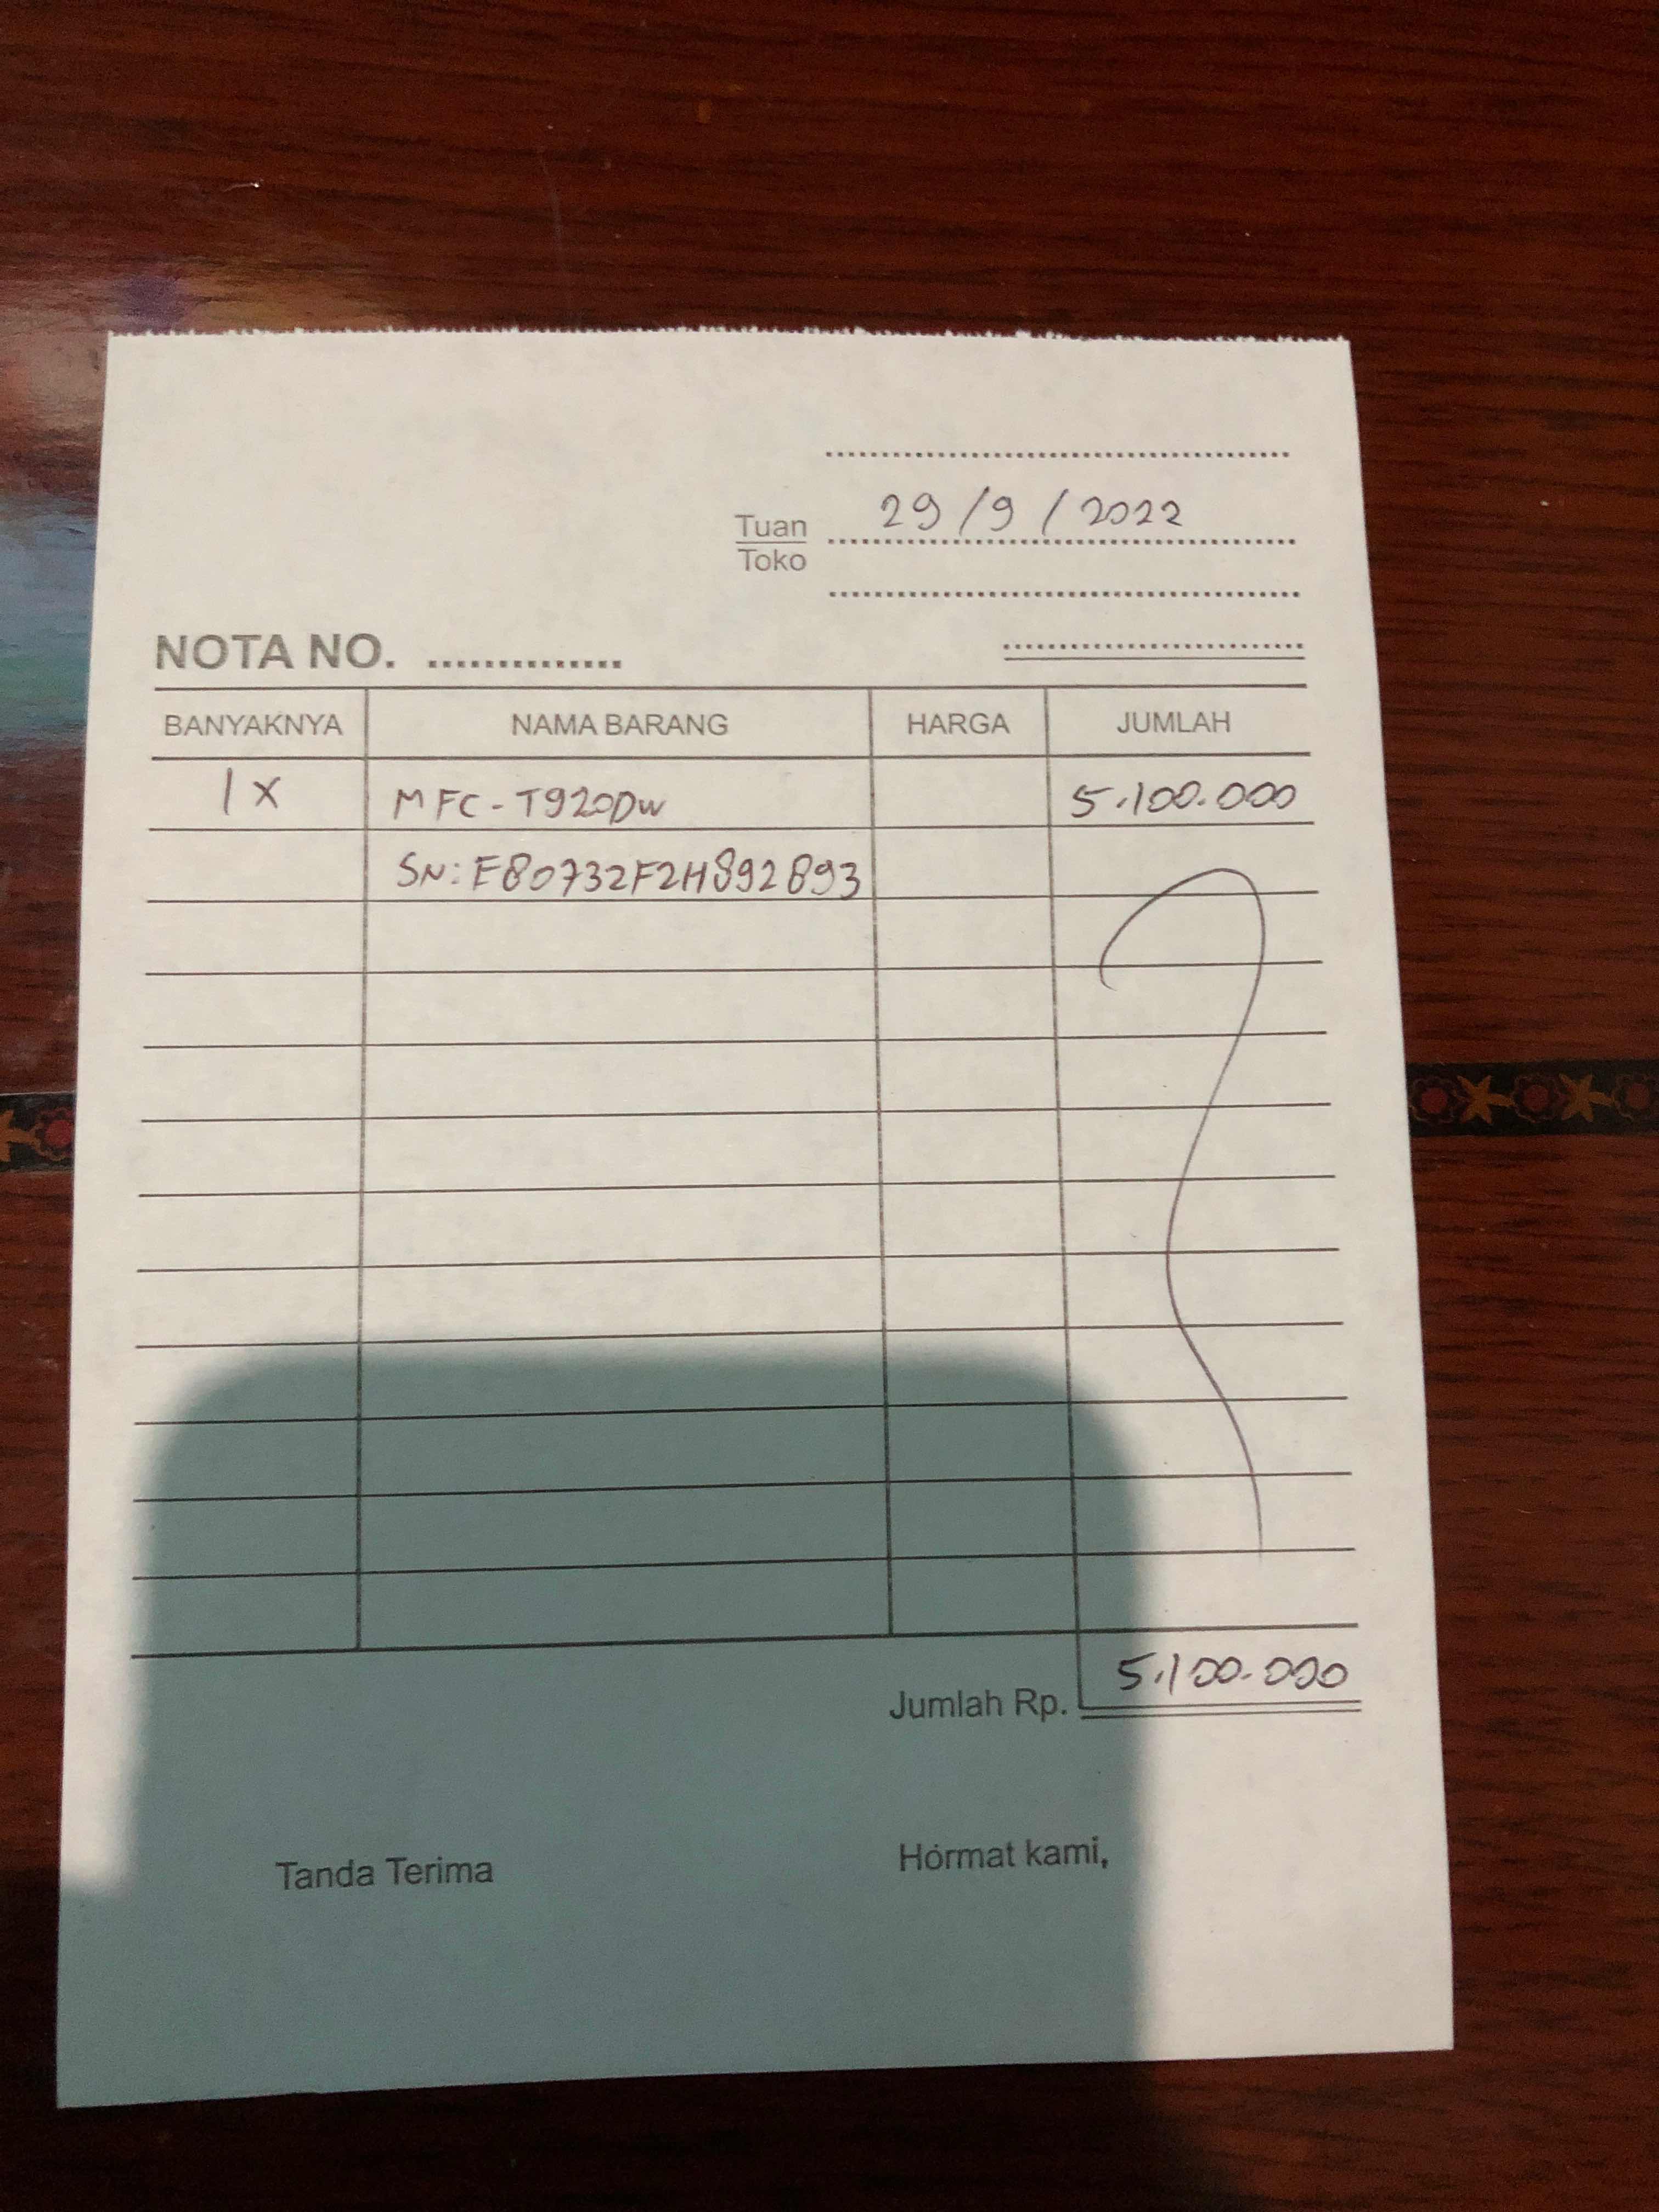 29/9/2022
Tuan
Toko
NOTA NO. ..............
BANYAKNYA NAMA BARANG HARGA JUMLAH
1 X MFC-T920DW 5.100.000
SN: E80732F2H892893
Jumlah Rp. 5.100.000
Tanda Terima Hormat kami,